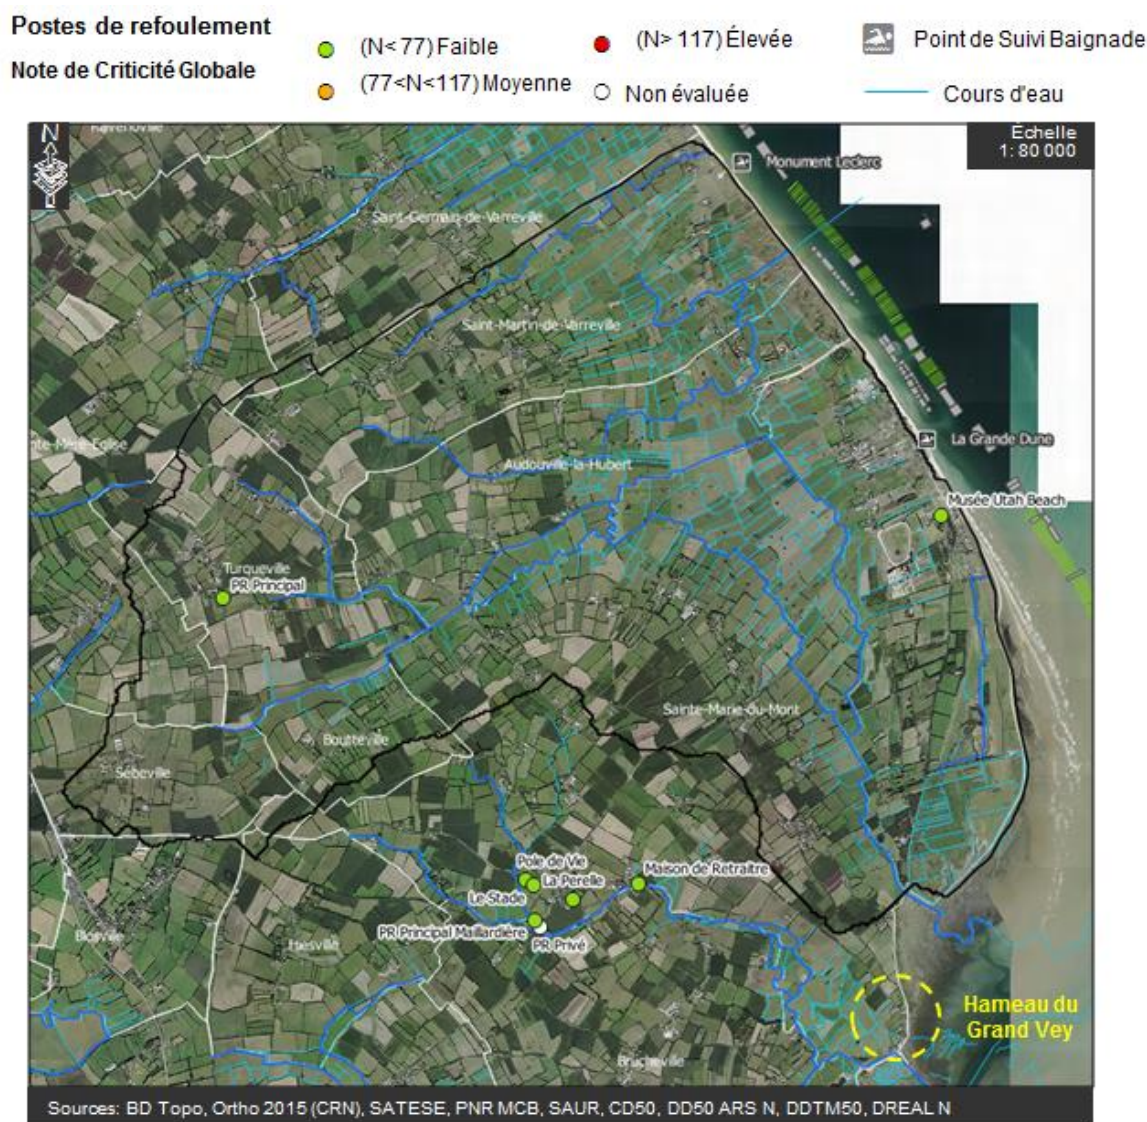 Postes de refoulement
Note de Criticité Globale
(N< 77) Faible
(77<N<117) Moyenne
(N> 117) Élevée
Non évaluée
Point de Suivi Baignade
Cours d'eau
N
Échelle
1: 80 000
Monument Leclerc
Saint-Germain-de-Varreville
Saint-Martin-de-Varreville
La Grande Dune
Audouville-la-Hubert
Musée Utah Beach
Turqueville
PR Principal
Sainte-Marie-du-Mont
Boutteville
Sébeville
Pole de Vie
Maison de Retraitre
La Perelle
Le Stade
PR Principal Maillardière
PR Privé
Blosville
Hiesville
Hameau du
Grand Vey
Brucheville
Sources: BD Topo, Ortho 2015 (CRN), SATESE, PNR MCB, SAUR, CD50, DD50 ARS N, DDTM50, DREAL N